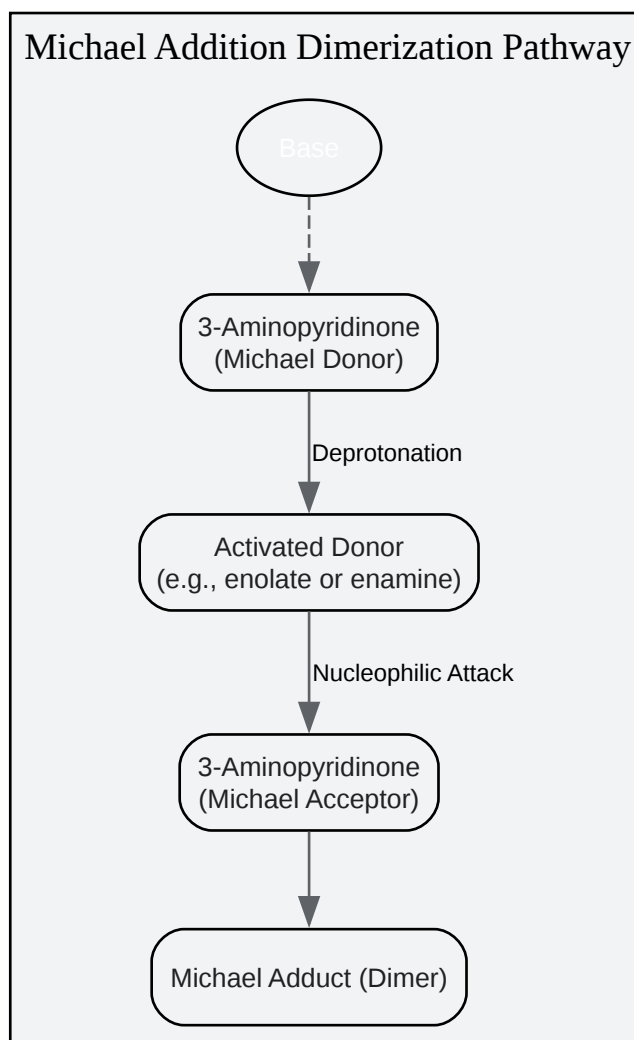 Michael Addition Dimerization Pathway
Base
3-Aminopyridinone
(Michael Donor)
Deprotonation
Activated Donor
(e.g., enolate or enamine)
Nucleophilic Attack
3-Aminopyridinone
(Michael Acceptor)
Michael Adduct (Dimer)